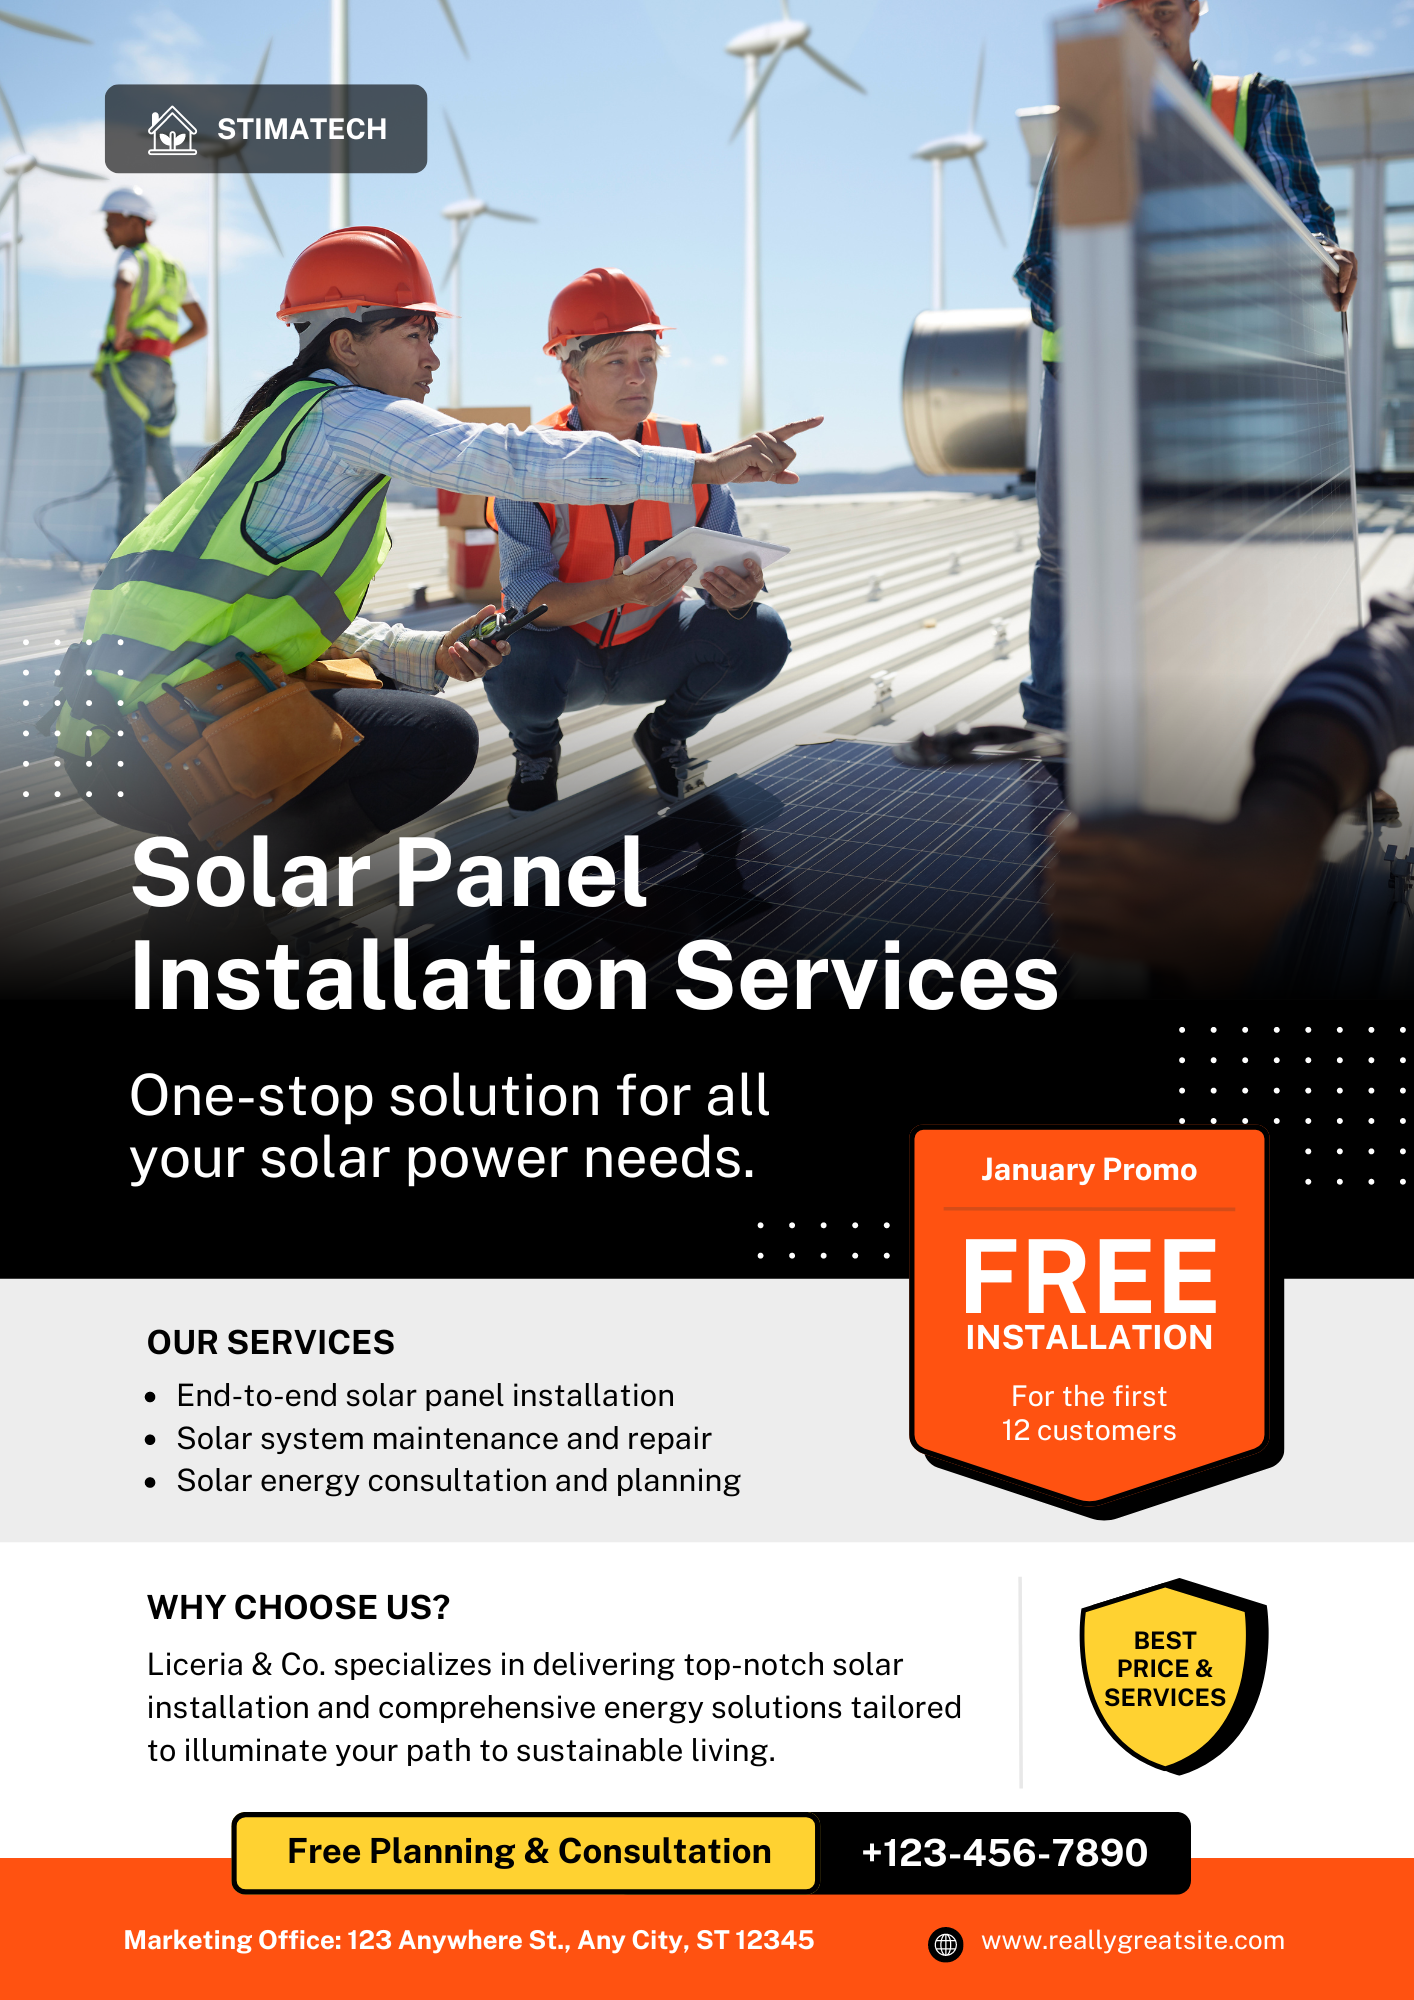 STIMATECH
Solar Panel
Installation Services
One-stop solution for all
your solar power needs.
January Promo
FREE
INSTALLATION
For the first
12 customers
OUR SERVICES
• End-to-end solar panel installation
• Solar system maintenance and repair
• Solar energy consultation and planning
WHY CHOOSE US?
Liceria & Co. specializes in delivering top-notch solar
installation and comprehensive energy solutions tailored
to illuminate your path to sustainable living.
BEST
PRICE &
SERVICES
Free Planning & Consultation
+123-456-7890
Marketing Office: 123 Anywhere St., Any City, ST 12345
www.reallygreatsite.com